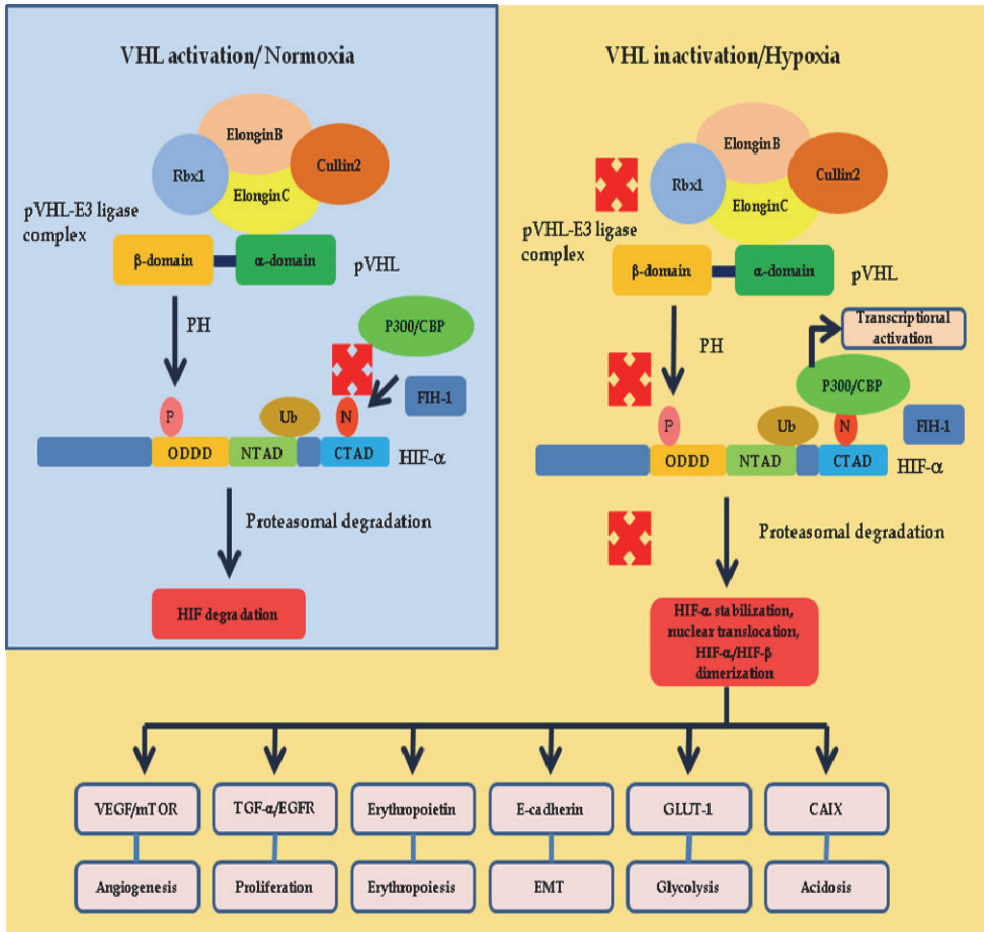 VHL activation/Normoxia
ElonginB
Rbx1
Cullin2
ElonginC
pVHL-E3 ligase
complex
β-domain
α-domain
pVHL
PH
P300/CBP
FIH-1
P
Ub
N
ODDD
NTAD
CTAD
HIF-α
Proteasomal degradation
HIF degradation
VHL inactivation/Hypoxia
ElonginB
Rbx1
Cullin2
ElonginC
pVHL-E3 ligase
complex
β-domain
α-domain
pVHL
Transcriptional
activation
PH
P300/CBP
FIH-1
P
Ub
N
ODDD
NTAD
CTAD
HIF-α
Proteasomal degradation
HIF-α stabilization,
nuclear translocation,
HIF-α/HIF-β
dimerization
VEGF/mTOR
TGF-α/EGFR
Erythropoietin
E-cadherin
GLUT-1
CAIX
Angiogenesis
Proliferation
Erythropoiesis
EMT
Glycolysis
Acidosis